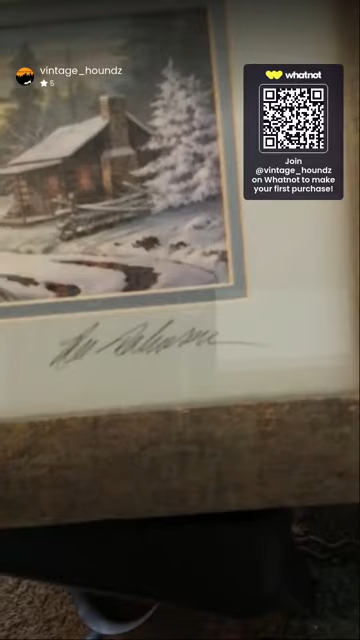 vintage_houndz
5
whatnot
Join
@vintage_houndz
on Whatnot to make
your first purchase!